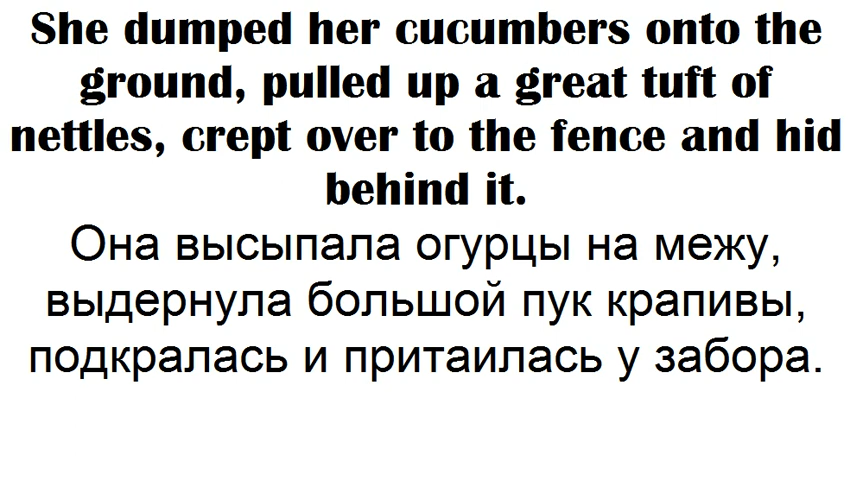 She dumped her cucumbers onto the
ground, pulled up a great tuft of
nettles, crept over to the fence and hid
behind it.
Она высыпала огурцы на межу,
выдернула большой пук крапивы,
подкралась и притаилась у забора.